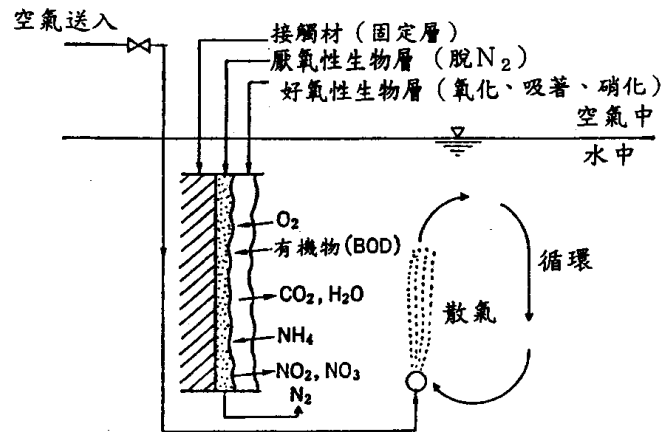 空氣送入
接觸材（固定層）
厭氧性生物層（脫N₂）
好氧性生物層（氧化、吸著、硝化）
空氣中
水中
O₂
有機物(BOD)
CO₂, H₂O
NH₄
NO₂, NO₃
N₂
散氣
循環